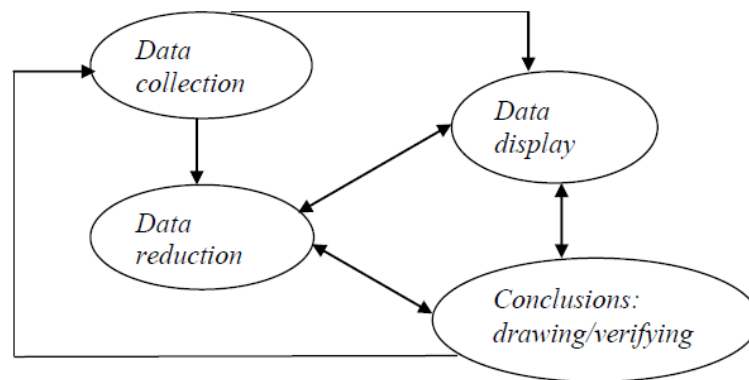 Data
collection
Data
display
Data
reduction
Conclusions:
drawing/verifying